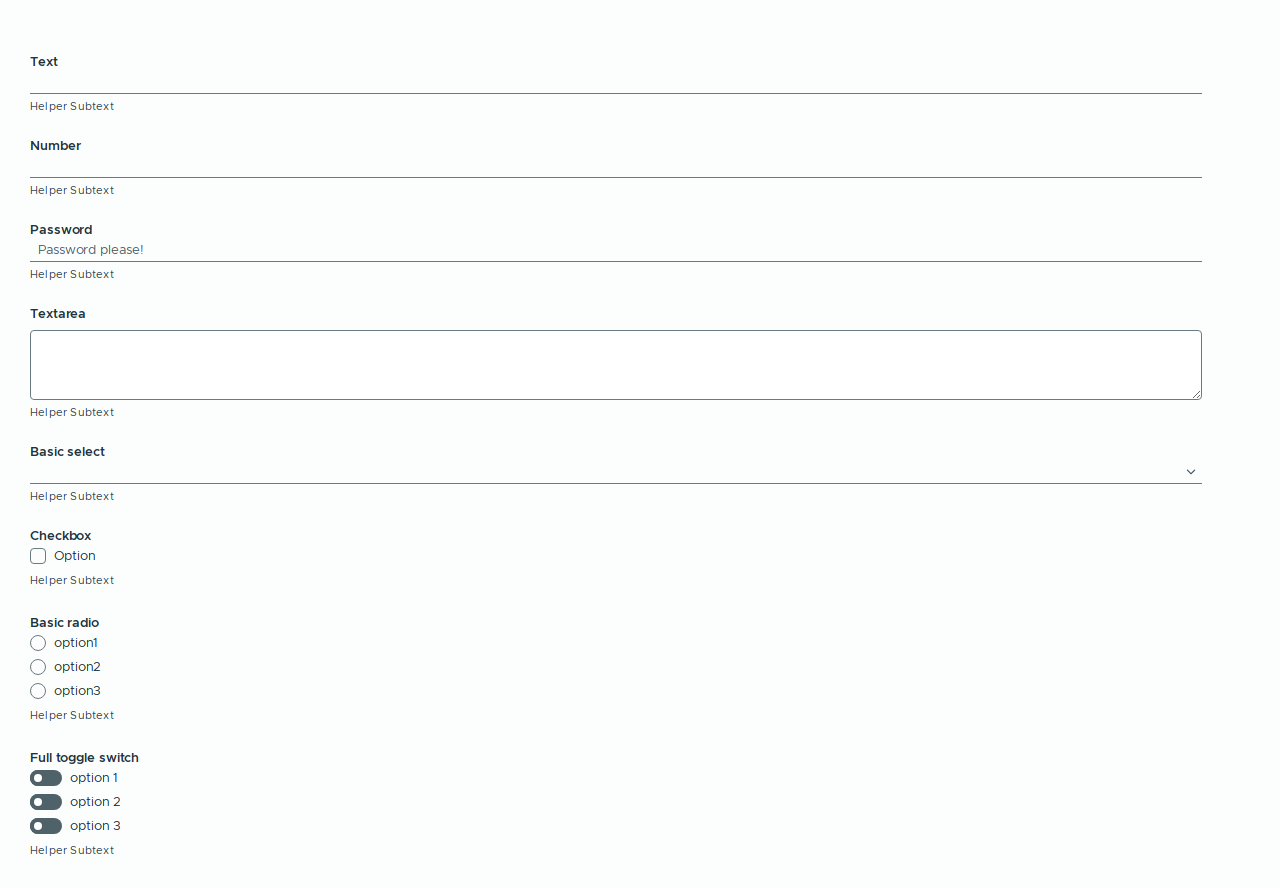 Text
Helper Subtext
Number
Helper Subtext
Password
Password please!
Helper Subtext
Textarea
Helper Subtext
Basic select
Helper Subtext
Checkbox
Option
Helper Subtext
Basic radio
option1
option2
option3
Helper Subtext
Full toggle switch
option 1
option 2
option 3
Helper Subtext